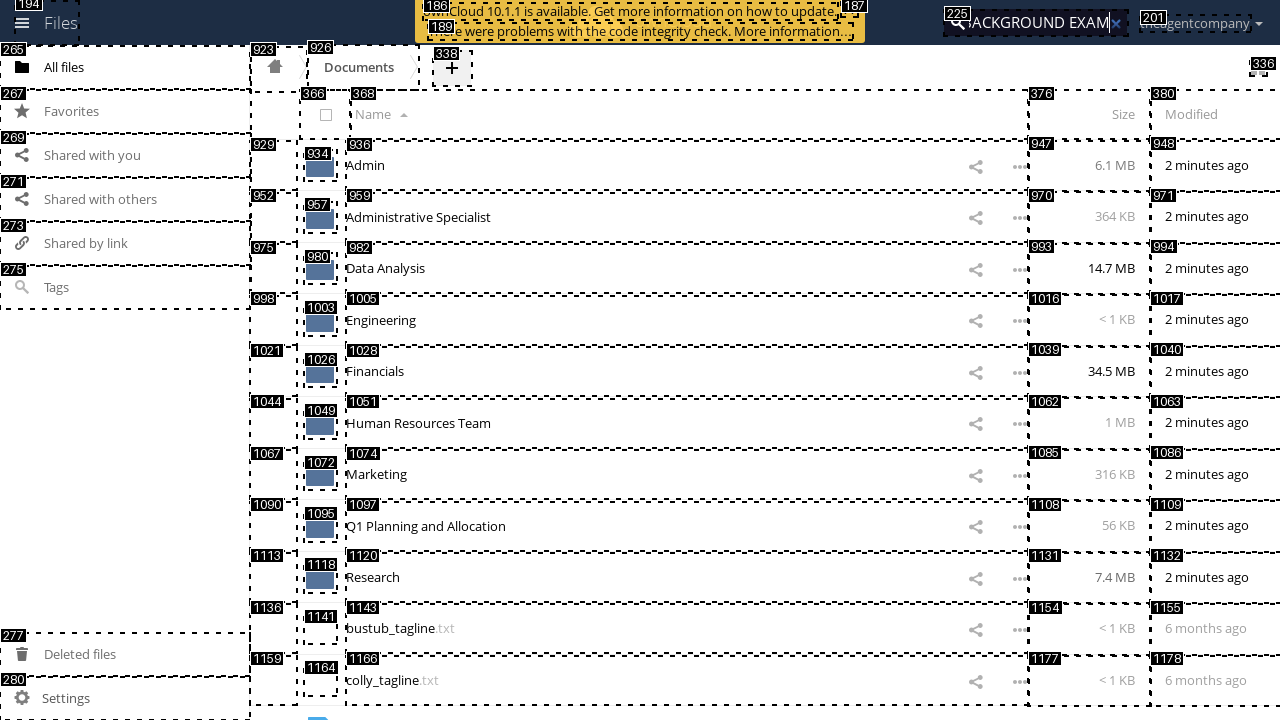 194
Files
186
ownCloud 10.1.1 is available. Get more information on how to update.
187
189
There were problems with the code integrity check. More information…
225
ACKGROUND EXAM
201
theagentcompany
265
All files
267
Favorites
269
Shared with you
271
Shared with others
273
Shared by link
275
Tags
277
Deleted files
280
Settings
923
926
Documents
338
+
336
366
368
Name
376
Size
380
Modified
929
934
936
Admin
947
6.1 MB
948
2 minutes ago
952
957
959
Administrative Specialist
970
364 KB
971
2 minutes ago
975
980
982
Data Analysis
993
14.7 MB
994
2 minutes ago
998
1003
1005
Engineering
1016
< 1 KB
1017
2 minutes ago
1021
1026
1028
Financials
1039
34.5 MB
1040
2 minutes ago
1044
1049
1051
Human Resources Team
1062
1 MB
1063
2 minutes ago
1067
1072
1074
Marketing
1085
316 KB
1086
2 minutes ago
1090
1095
1097
Q1 Planning and Allocation
1108
56 KB
1109
2 minutes ago
1113
1118
1120
Research
1131
7.4 MB
1132
2 minutes ago
1136
1141
1143
bustub_tagline.txt
1154
< 1 KB
1155
6 months ago
1159
1164
1166
colly_tagline.txt
1177
< 1 KB
1178
6 months ago